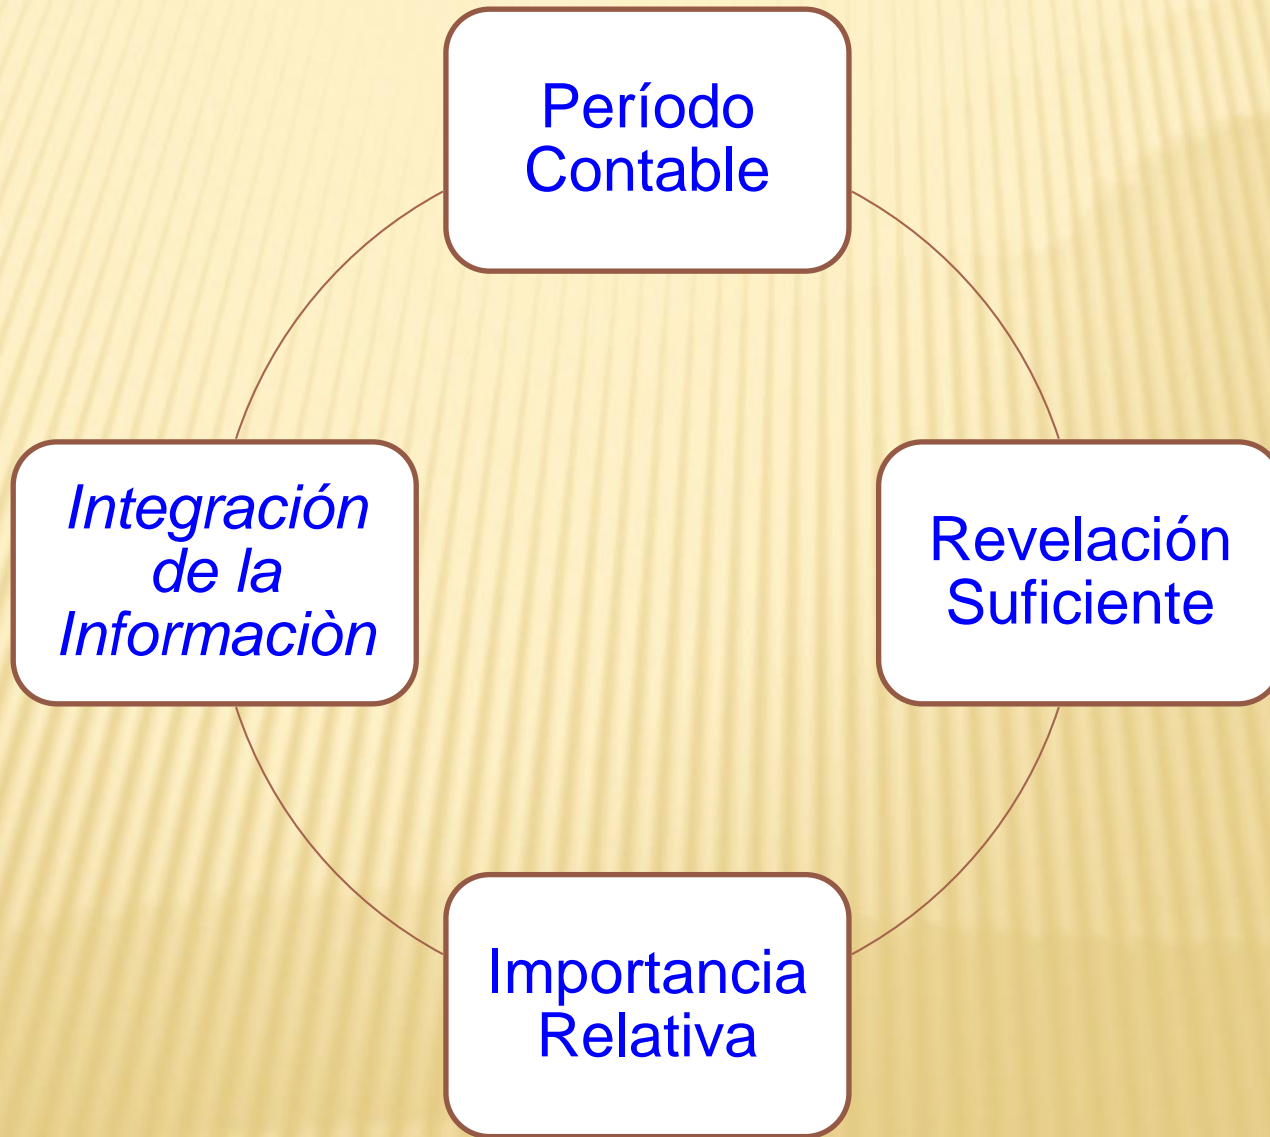 Período
Contable
Integración
de la
Informaciòn
Revelación
Suficiente
Importancia
Relativa